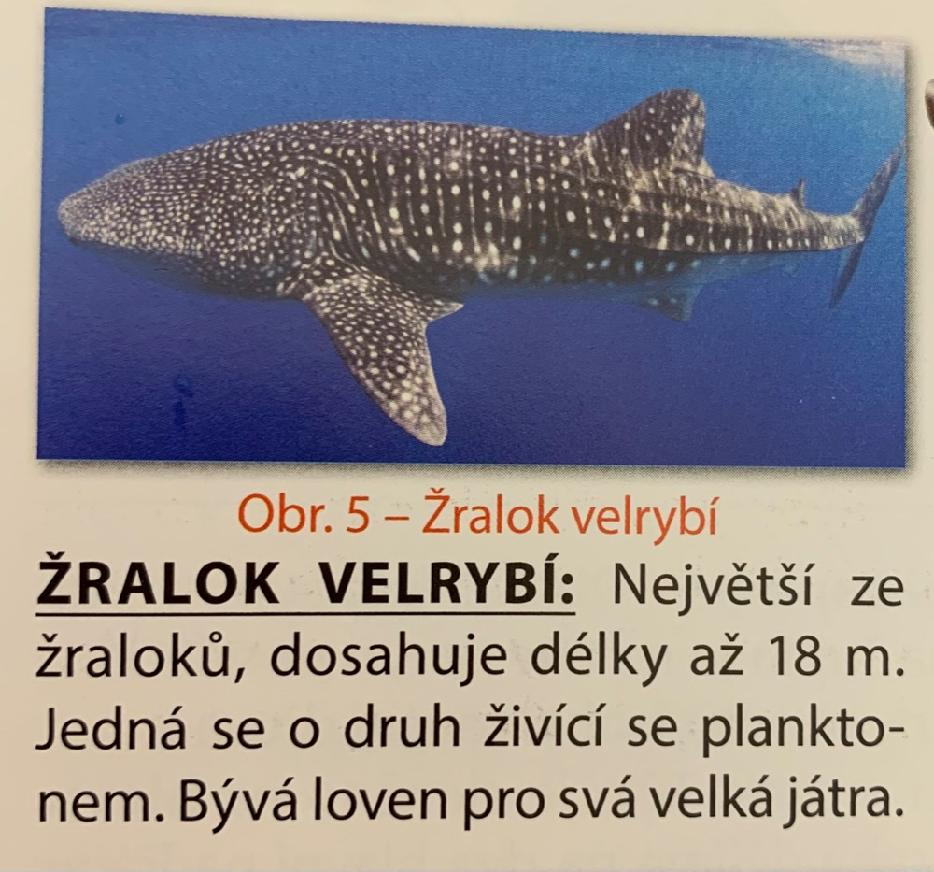 Obr. 5 – Žralok velrybí
ŽRALOK VELRYBÍ: Největší ze
žraloků, dosahuje délky až 18 m.
Jedná se o druh živící se plankto-
nem. Bývá loven pro svá velká játra.